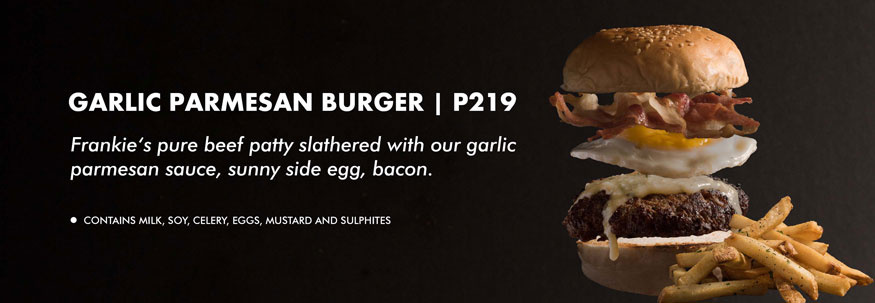 GARLIC PARMESAN BURGER | P219
Frankie's pure beef patty slathered with our garlic
parmesan sauce, sunny side egg, bacon.
• CONTAINS MILK, SOY, CELERY, EGGS, MUSTARD AND SULPHITES